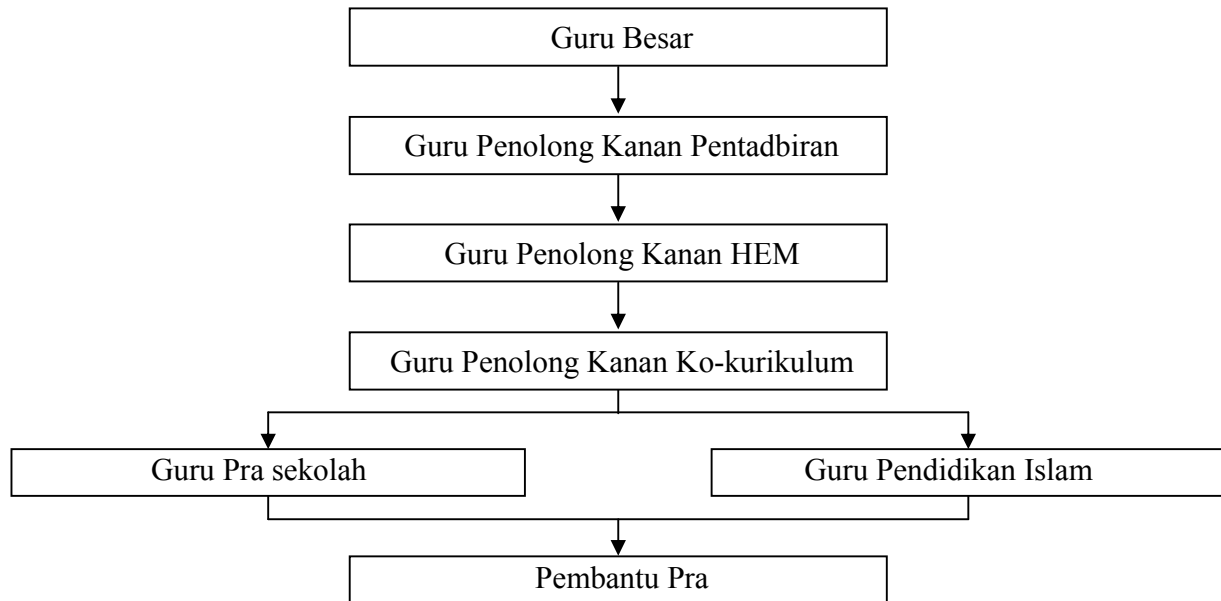 Guru Besar
Guru Penolong Kanan Pentadbiran
Guru Penolong Kanan HEM
Guru Penolong Kanan Ko-kurikulum
Guru Pra sekolah
Guru Pendidikan Islam
Pembantu Pra